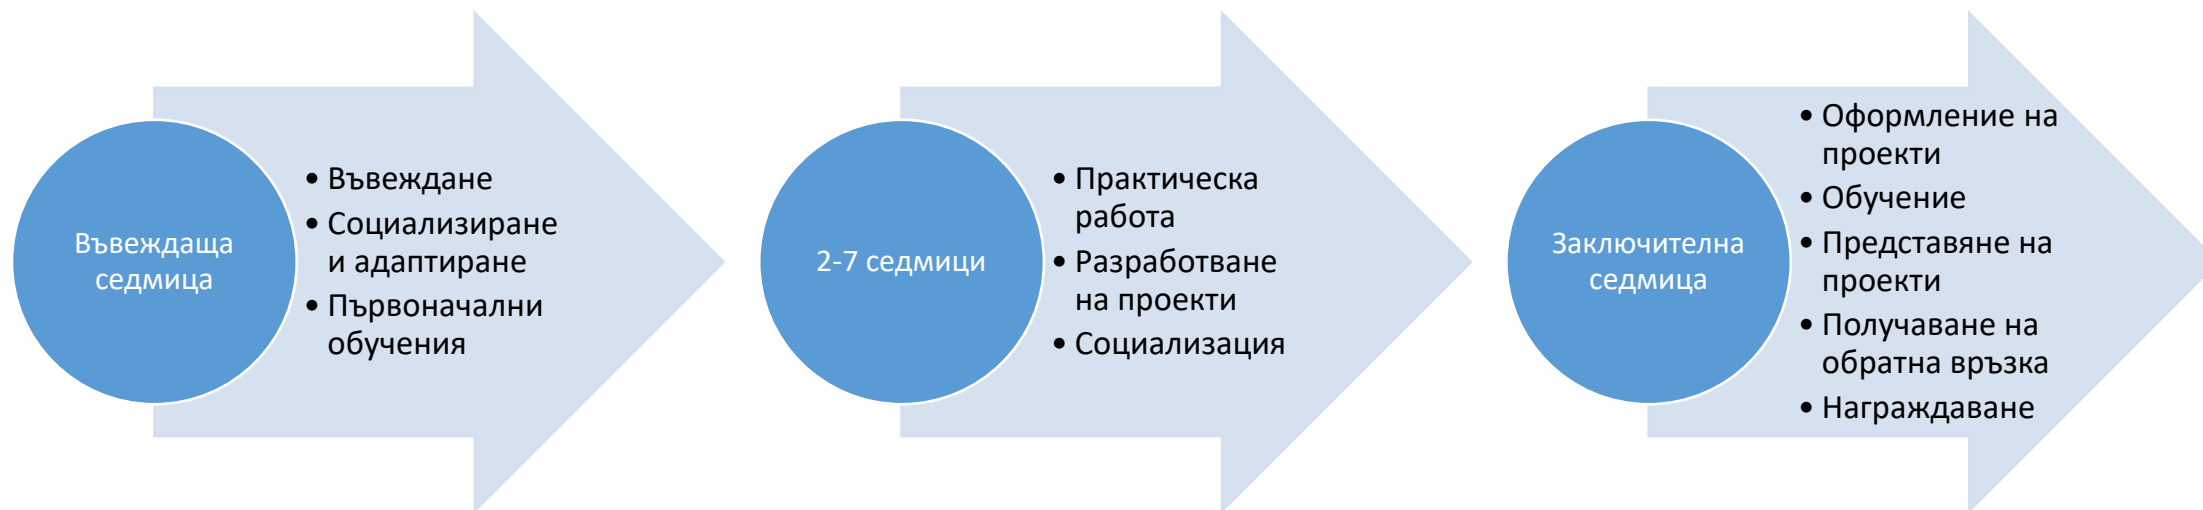 Въвеждаща
седмица
• Въвеждане
• Социализиране
и адаптиране
• Първоначални
обучения
2-7 седмици
• Практическа
работа
• Разработване
на проекти
• Социализация
Заключителна
седмица
• Оформление на
проекти
• Обучение
• Представяне на
проекти
• Получаване на
обратна връзка
• Награждаване